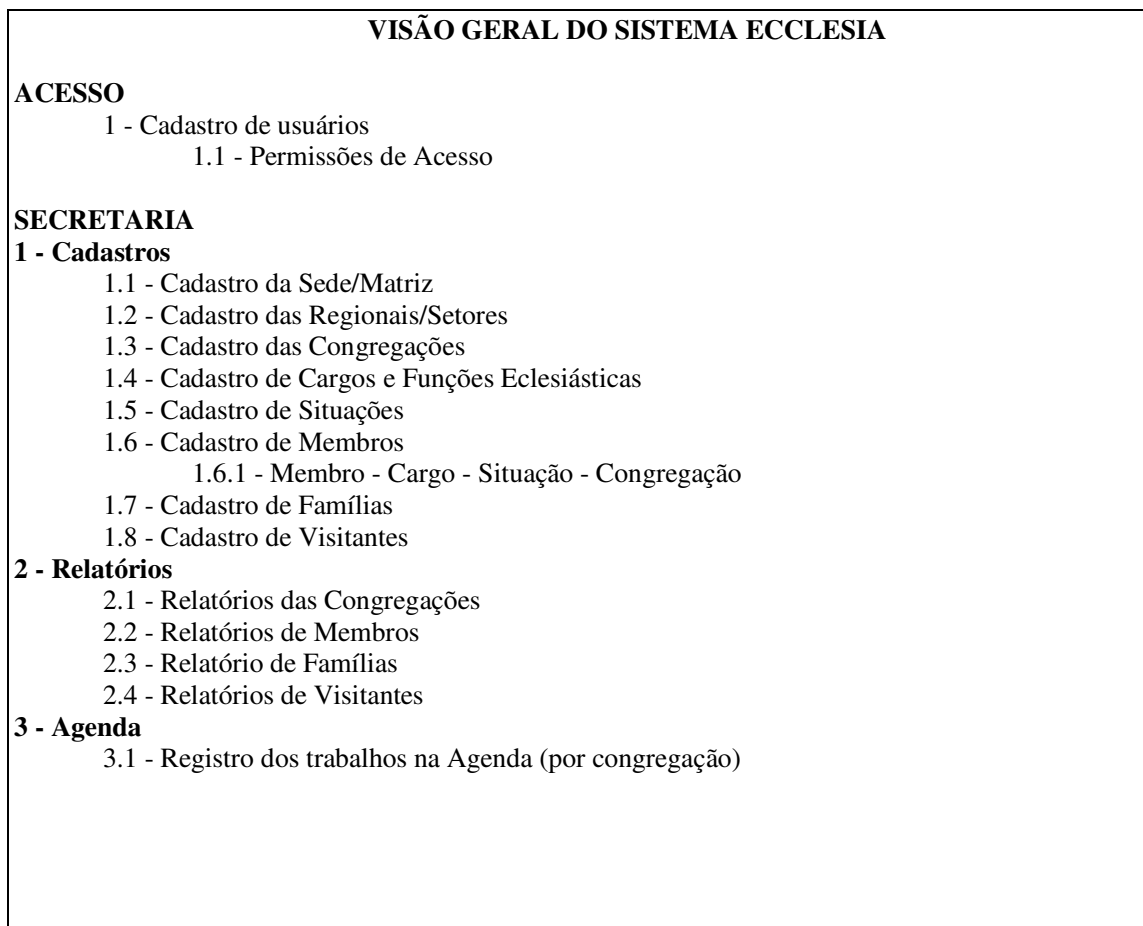 VISÃO GERAL DO SISTEMA ECCLESIA
ACESSO
1 - Cadastro de usuários
1.1 - Permissões de Acesso
SECRETARIA
1 - Cadastros
1.1 - Cadastro da Sede/Matriz
1.2 - Cadastro das Regionais/Setores
1.3 - Cadastro das Congregações
1.4 - Cadastro de Cargos e Funções Eclesiásticas
1.5 - Cadastro de Situações
1.6 - Cadastro de Membros
1.6.1 - Membro - Cargo - Situação - Congregação
1.7 - Cadastro de Famílias
1.8 - Cadastro de Visitantes
2 - Relatórios
2.1 - Relatórios das Congregações
2.2 - Relatórios de Membros
2.3 - Relatório de Famílias
2.4 - Relatórios de Visitantes
3 - Agenda
3.1 - Registro dos trabalhos na Agenda (por congregação)